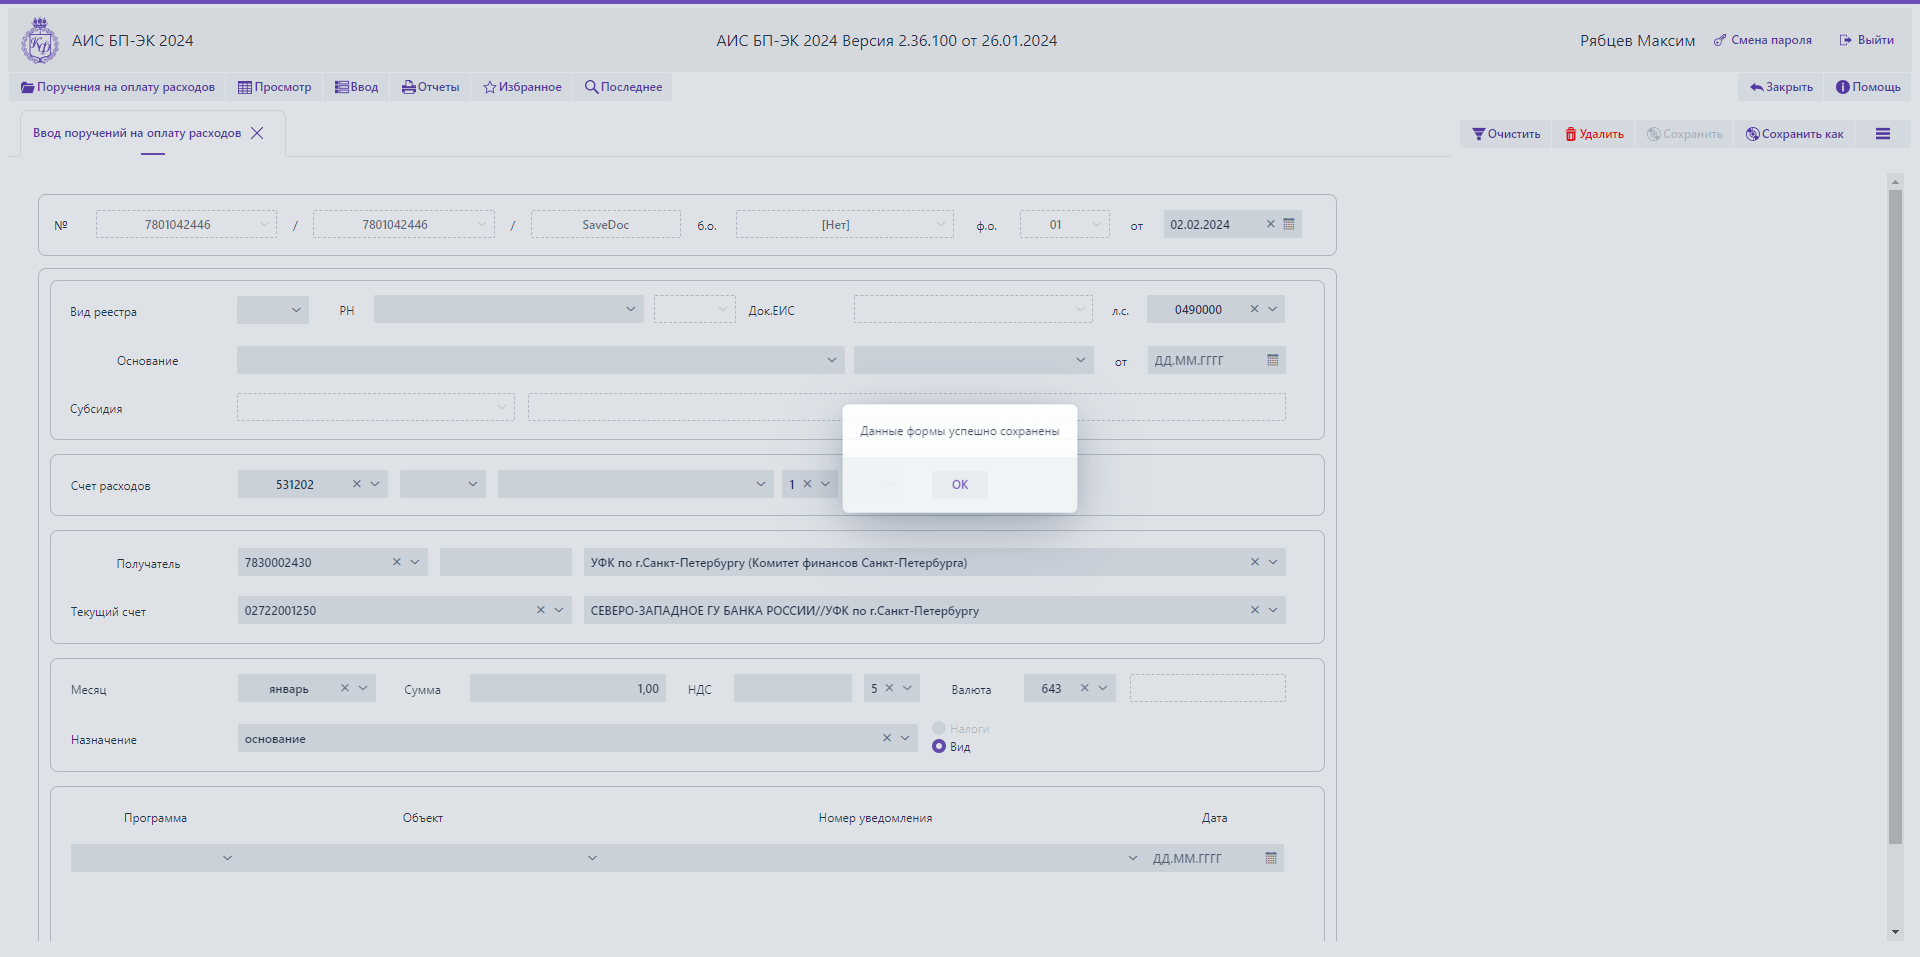 АИС БП-ЭК 2024
АИС БП-ЭК 2024 Версия 2.36.100 от 26.01.2024
Рябцев Максим Смена пароля Выйти
Поручения на оплату расходов Просмотр Ввод Отчеты Избранное Последнее Закрыть Помощь
Ввод поручений на оплату расходов Очистить Удалить Сохранить Сохранить как
№ 7801042446 / 7801042446 / SaveDoc б.о. [Нет] ф.о. 01 от 02.02.2024
Вид реестра РН Док.ЕИС л.с. 0490000
Основание от ДД.ММ.ГГГГ
Субсидия
Данные формы успешно сохранены
ОК
Счет расходов 531202 1
Получатель 7830002430 УФК по г.Санкт-Петербургу (Комитет финансов Санкт-Петербурга)
Текущий счет 02722001250 СЕВЕРО-ЗАПАДНОЕ ГУ БАНКА РОССИИ//УФК по г.Санкт-Петербургу
Месяц январь Сумма 1,00 НДС 5 Валюта 643
Назначение основание Налоги
Вид
Программа Объект Номер уведомления Дата
ДД.ММ.ГГГГ